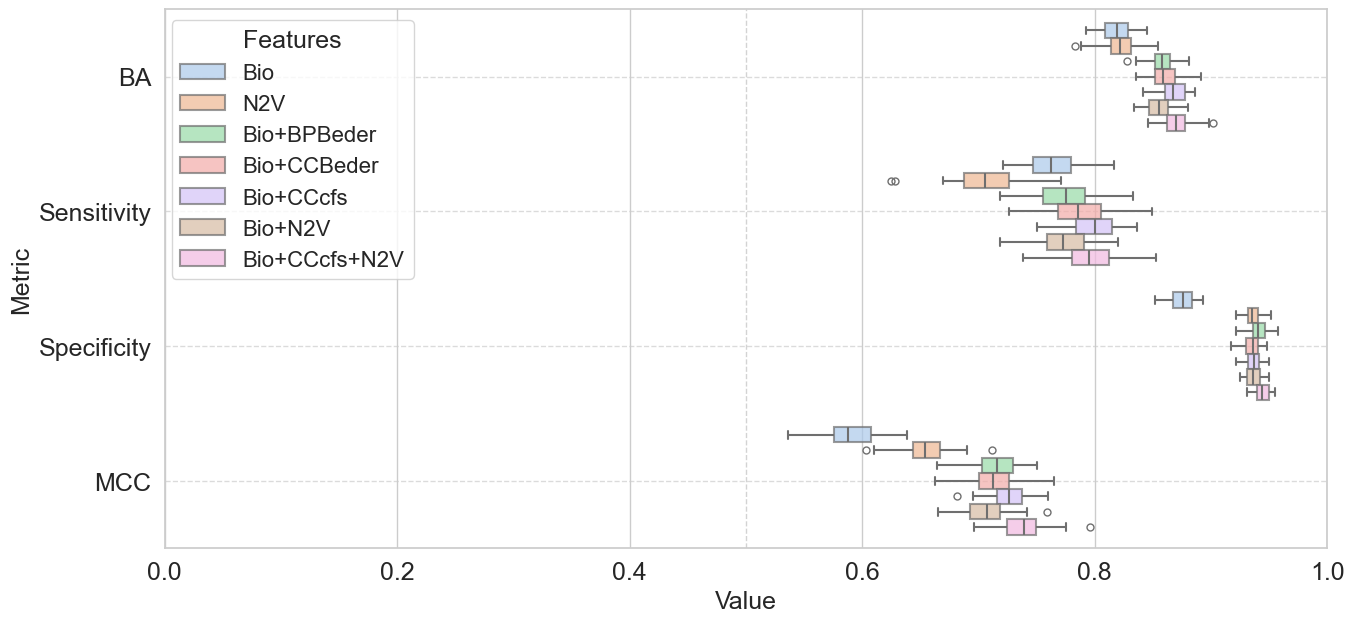 Features
Bio
N2V
Bio+BPBeder
Bio+CCBeder
Bio+CCcfs
Bio+N2V
Bio+CCcfs+N2V
Metric
BA
Sensitivity
Specificity
MCC
0.0 0.2 0.4 0.6 0.8 1.0
Value